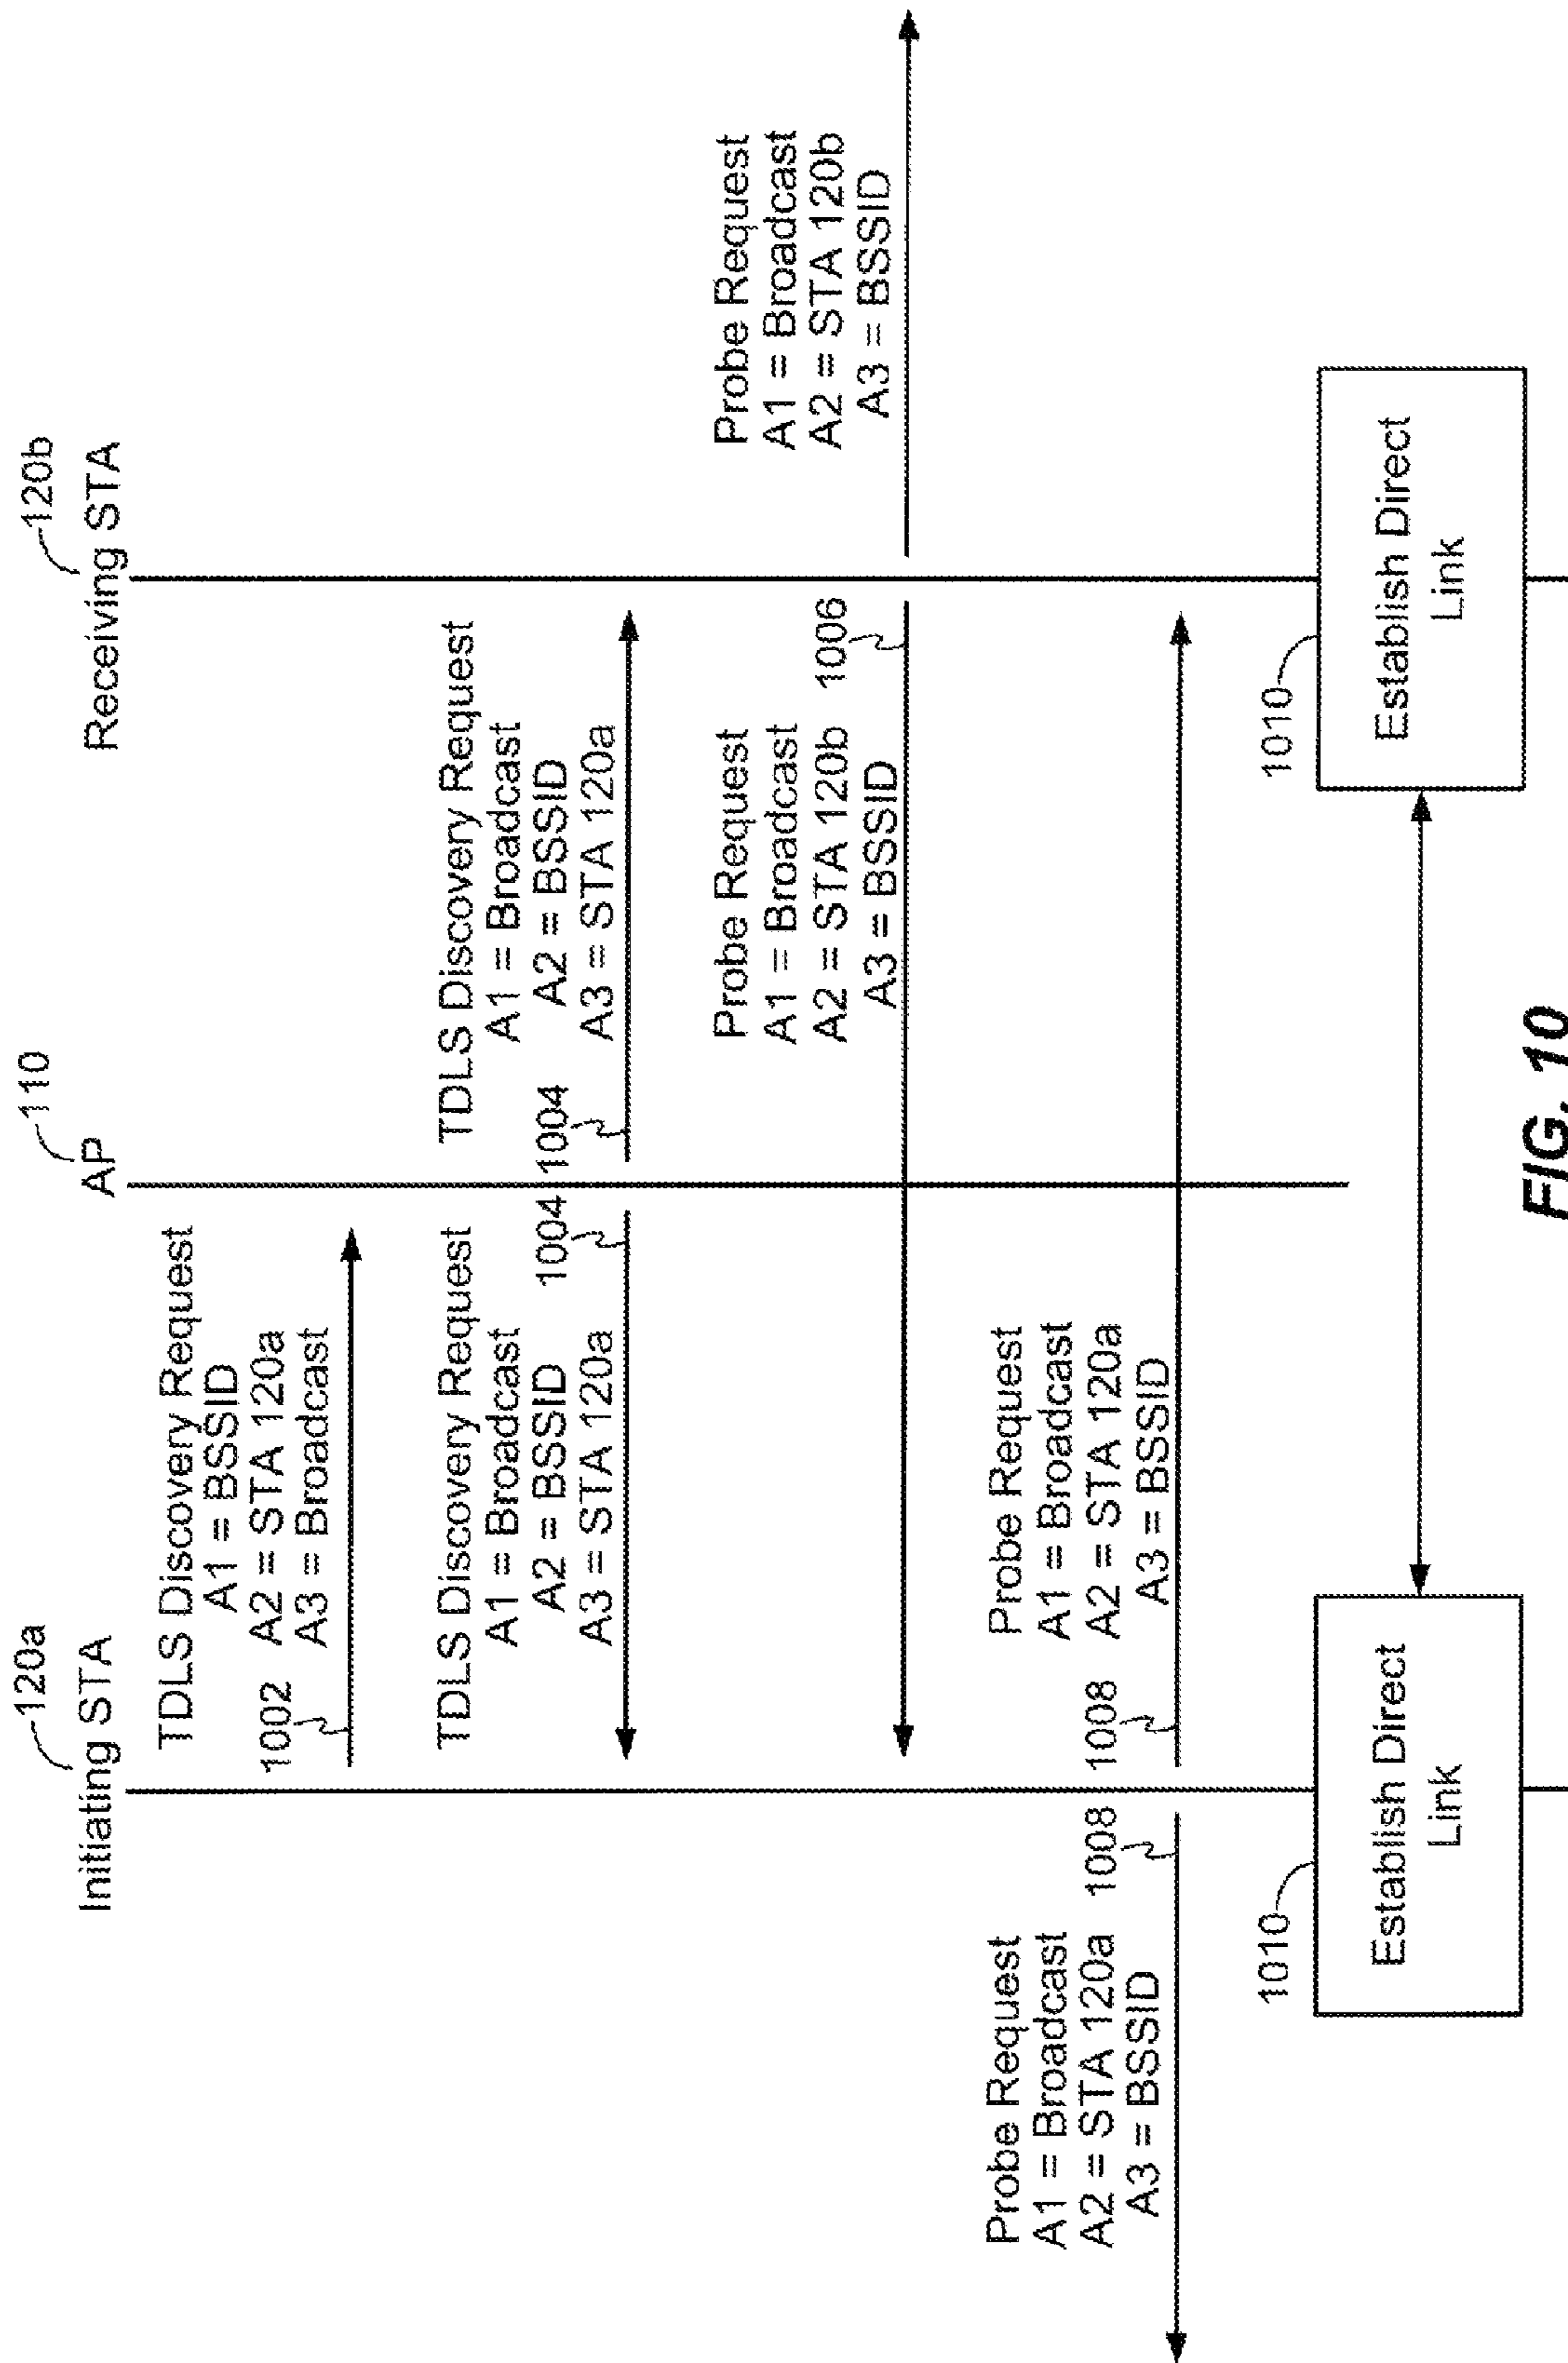 120a
Initiating STA
110
AP
120b
Receiving STA
TDLS Discovery Request
A1 = BSSID
A2 = STA 120a
A3 = Broadcast
1002
TDLS Discovery Request
A1 = Broadcast
A2 = BSSID
A3 = STA 120a
1004
TDLS Discovery Request
A1 = Broadcast
A2 = BSSID
A3 = STA 120a
1004
Probe Request
A1 = Broadcast
A2 = STA 120b
A3 = BSSID
1006
Probe Request
A1 = Broadcast
A2 = STA 120b
A3 = BSSID
Probe Request
A1 = Broadcast
A2 = STA 120a
A3 = BSSID
1008
Probe Request
A1 = Broadcast
A2 = STA 120a
A3 = BSSID
1008
1010
Establish Direct
Link
1010
Establish Direct
Link
FIG. 10